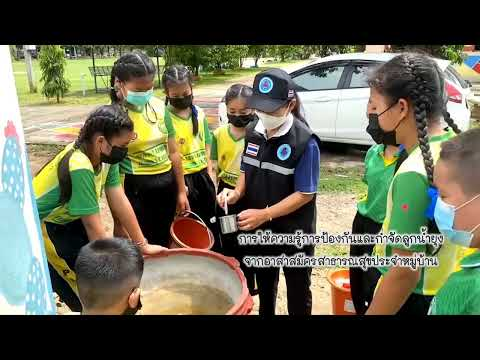 การให้ความรู้การป้องกันและกำจัดลูกน้ำยุง
จากอาสาสมัครสาธารณสุขประจำหมู่บ้าน